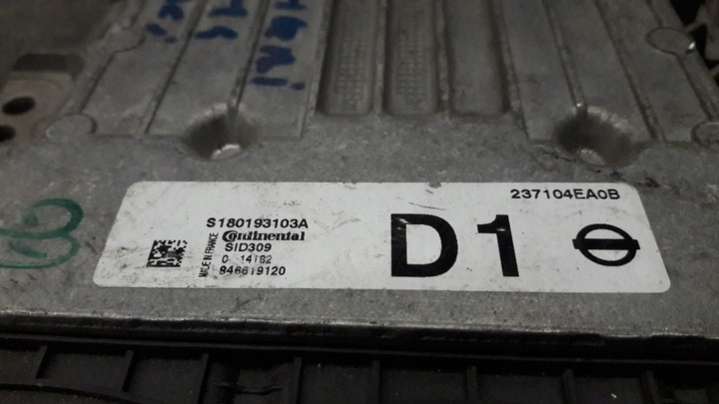 237104EA0B
S180193103A
Continental
SID309
MADE IN FRANCE
846619120
D1